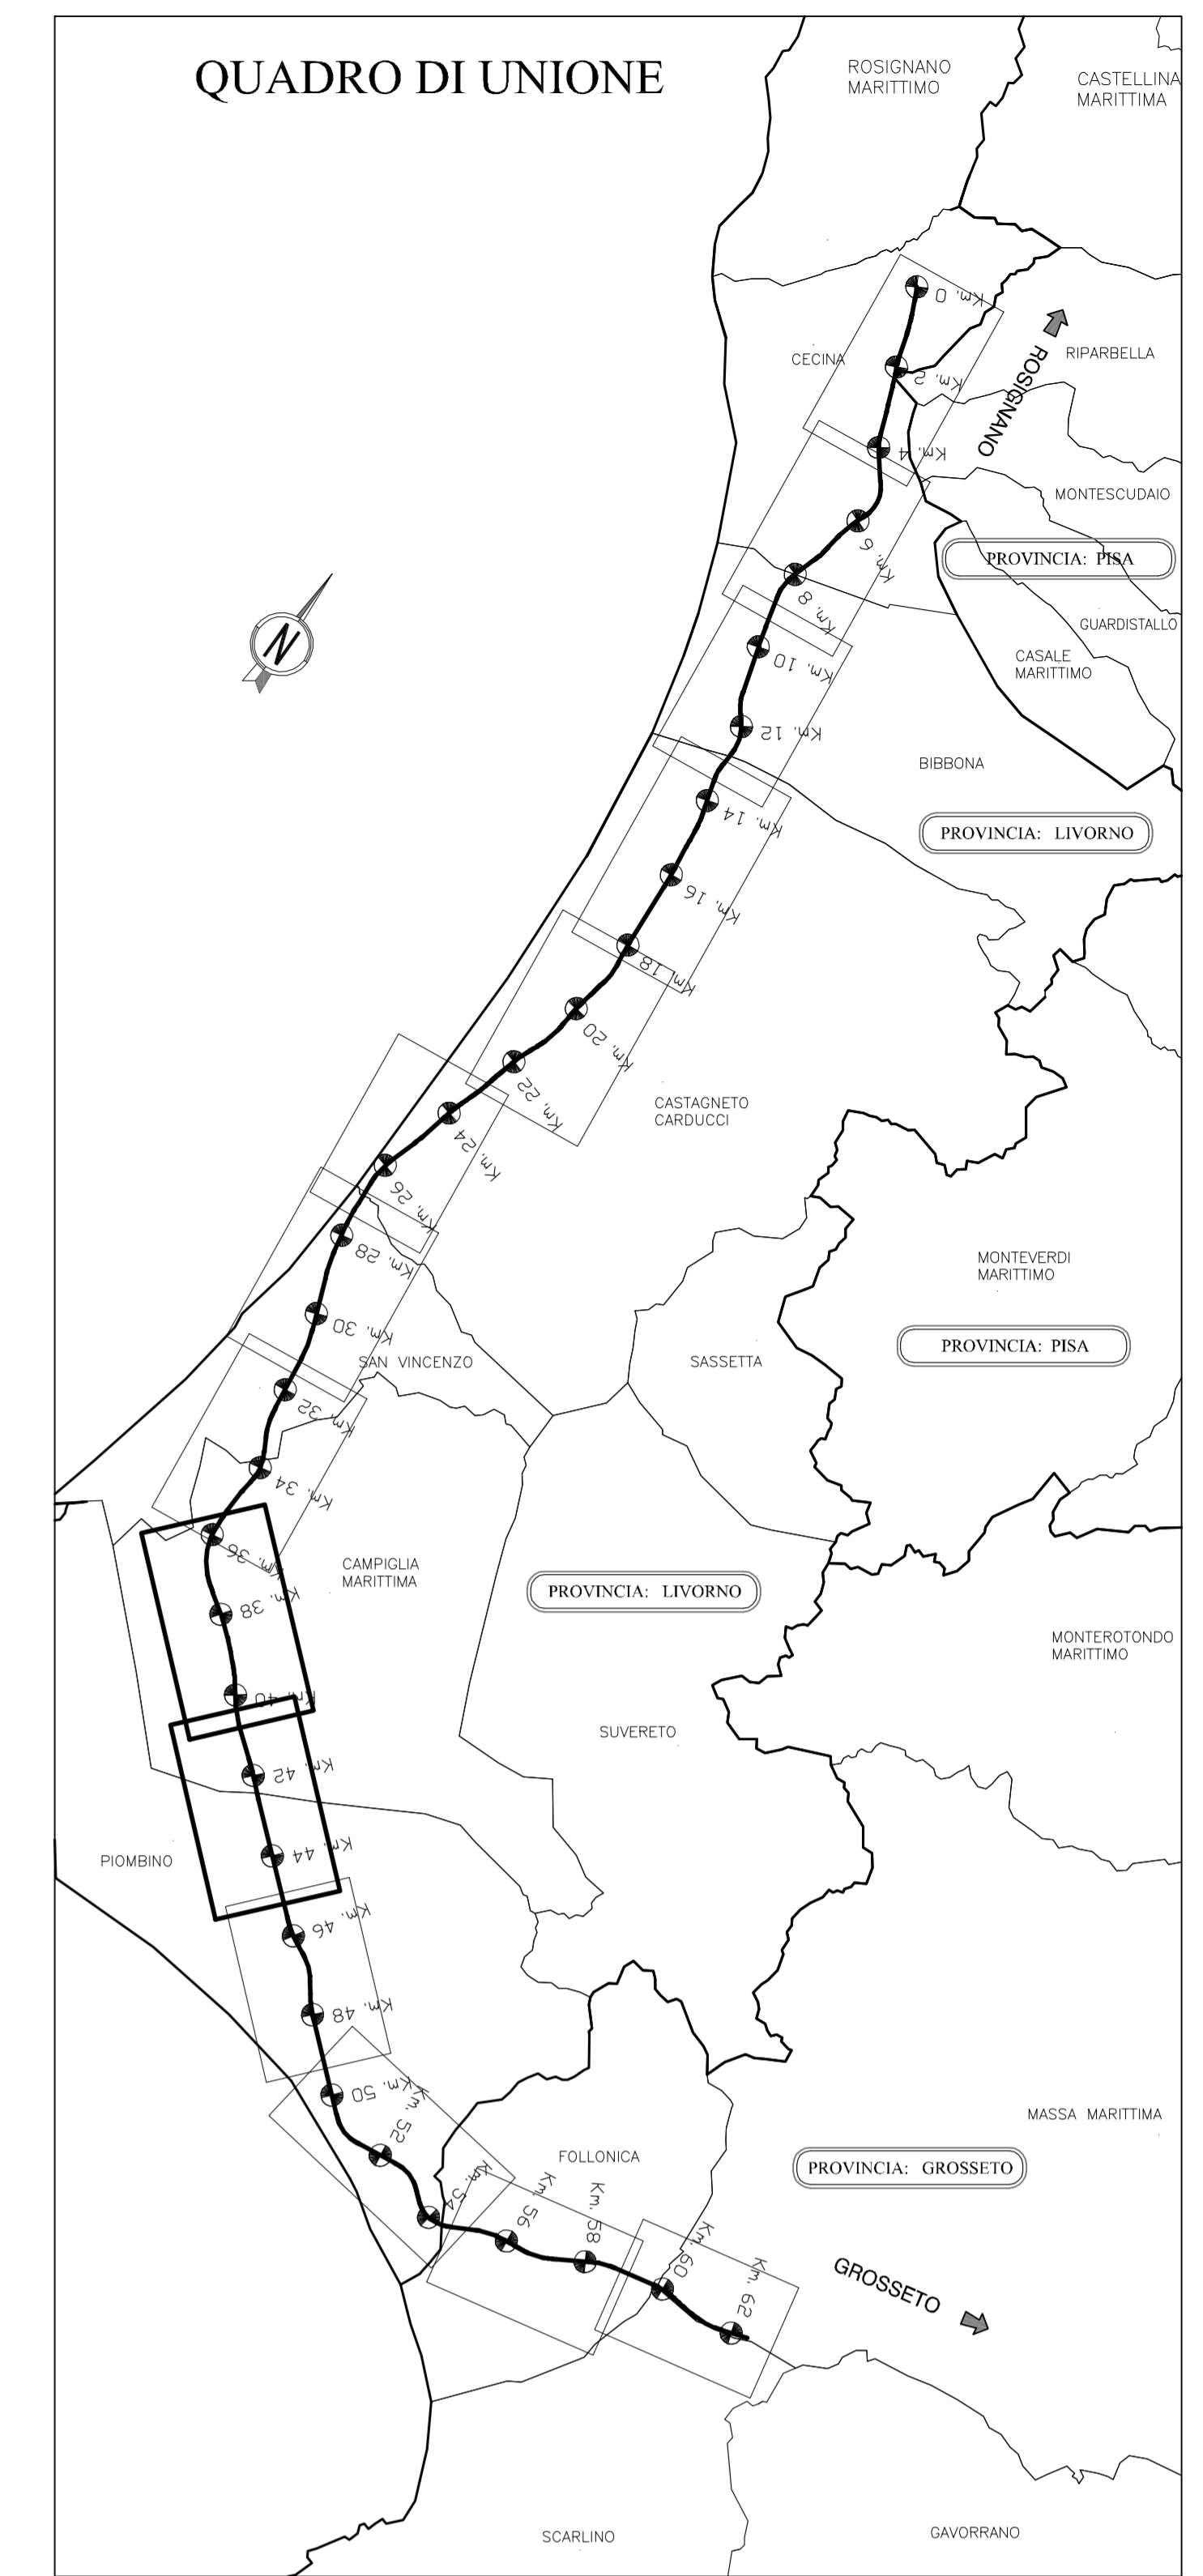 QUADRO DI UNIONE
ROSIGNANO
MARITTIMO
CASTELLINA
MARITTIMA
Km. 0
CECINA
RIPARBELLA
ROSIGNANO
Km. 2
Km. 4
MONTESCUDAIO
Km. 6
PROVINCIA: PISA
Km. 8
GUARDISTALLO
CASALE
MARITTIMO
N
Km. 10
Km. 12
BIBBONA
Km. 14
PROVINCIA: LIVORNO
Km. 16
Km. 18
Km. 20
Km. 22
CASTAGNETO
CARDUCCI
Km. 24
Km. 26
Km. 28
MONTEVERDI
MARITTIMO
Km. 30
PROVINCIA: PISA
SAN VINCENZO
SASSETTA
Km. 32
Km. 34
Km. 36
CAMPIGLIA
MARITTIMA
PROVINCIA: LIVORNO
Km. 38
MONTEROTONDO
MARITTIMO
Km. 40
SUVERETO
Km. 42
Km. 44
PIOMBINO
Km. 46
Km. 48
Km. 50
Km. 52
MASSA MARITTIMA
FOLLONICA
PROVINCIA: GROSSETO
Km. 54
Km. 56
Km. 58
Km. 60
Km. 62
GROSSETO
SCARLINO
GAVORRANO